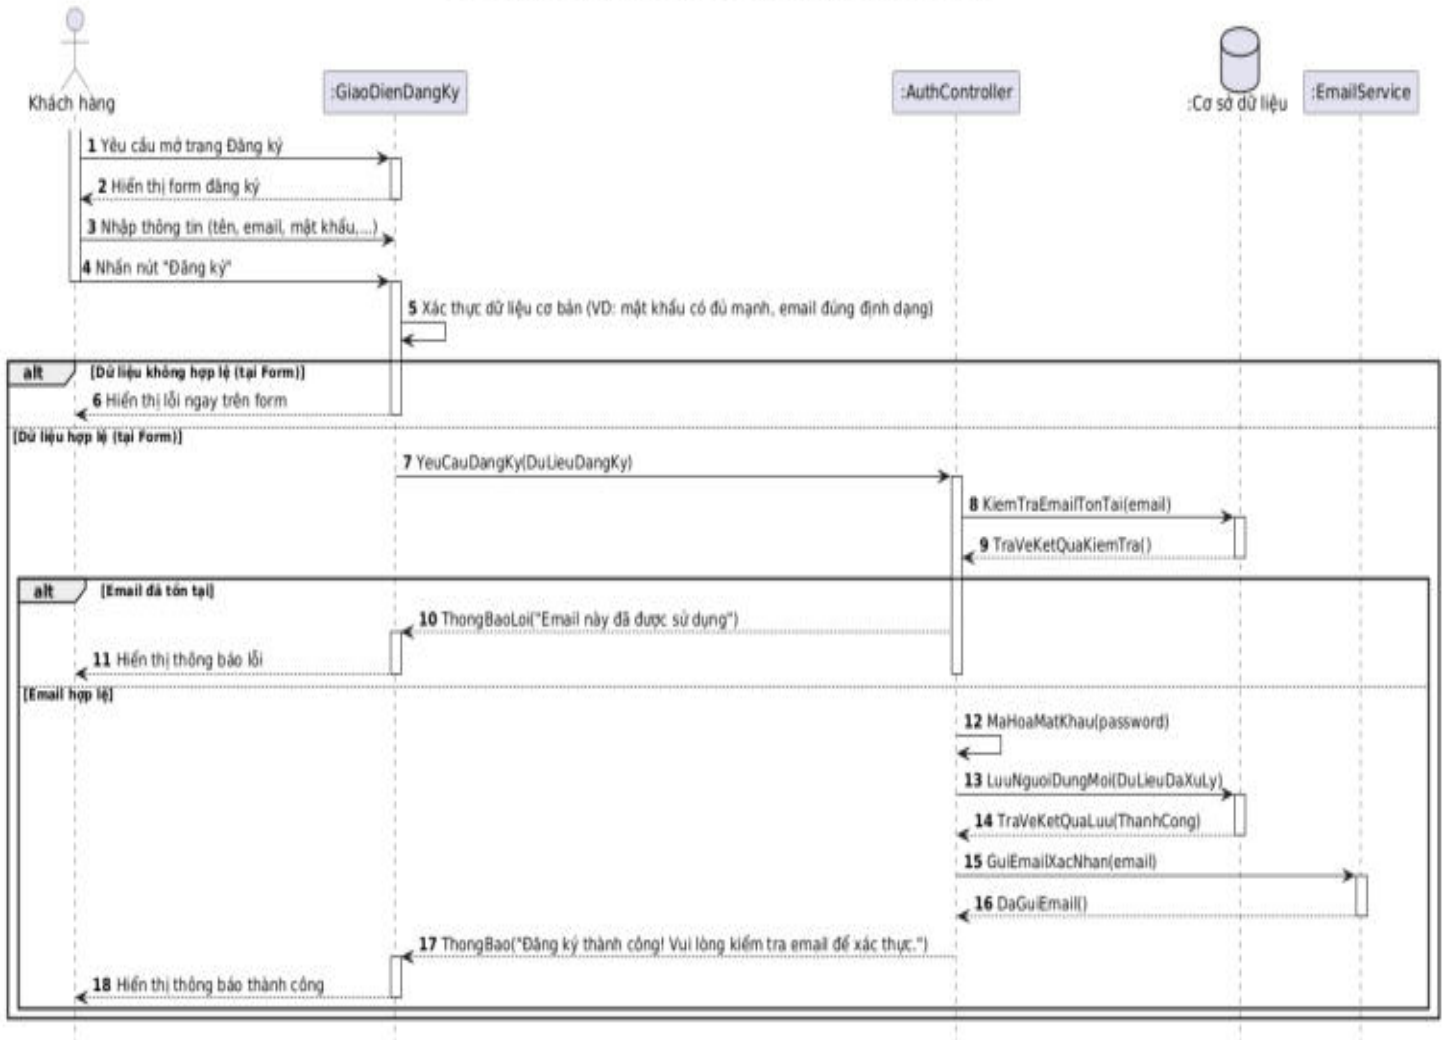 Khách hàng
:GiaoDienDangKy
:AuthController
:Cơ sở dữ liệu
:EmailService
1 Yêu cầu mở trang Đăng ký
2 Hiển thị form đăng ký
3 Nhập thông tin (tên, email, mật khẩu,...)
4 Nhấn nút "Đăng ký"
5 Xác thực dữ liệu cơ bản (VD: mật khẩu có đủ mạnh, email đúng định dạng)
alt [Dữ liệu không hợp lệ (tại Form)]
6 Hiển thị lỗi ngay trên form
[Dữ liệu hợp lệ (tại Form)]
7 YeuCauDangKy(DuLieuDangKy)
8 KiemTraEmailTonTai(email)
9 TraVeKetQuaKiemTra()
alt [Email đã tồn tại]
10 ThongBaoLoi("Email này đã được sử dụng")
11 Hiển thị thông báo lỗi
[Email hợp lệ]
12 MaHoaMatKhau(password)
13 LuuNguoiDungMoi(DuLieuDaXuLy)
14 TraVeKetQuaLuu(ThanhCong)
15 GuiEmailXacNhan(email)
16 DaGuiEmail()
17 ThongBao("Đăng ký thành công! Vui lòng kiểm tra email để xác thực.")
18 Hiển thị thông báo thành công